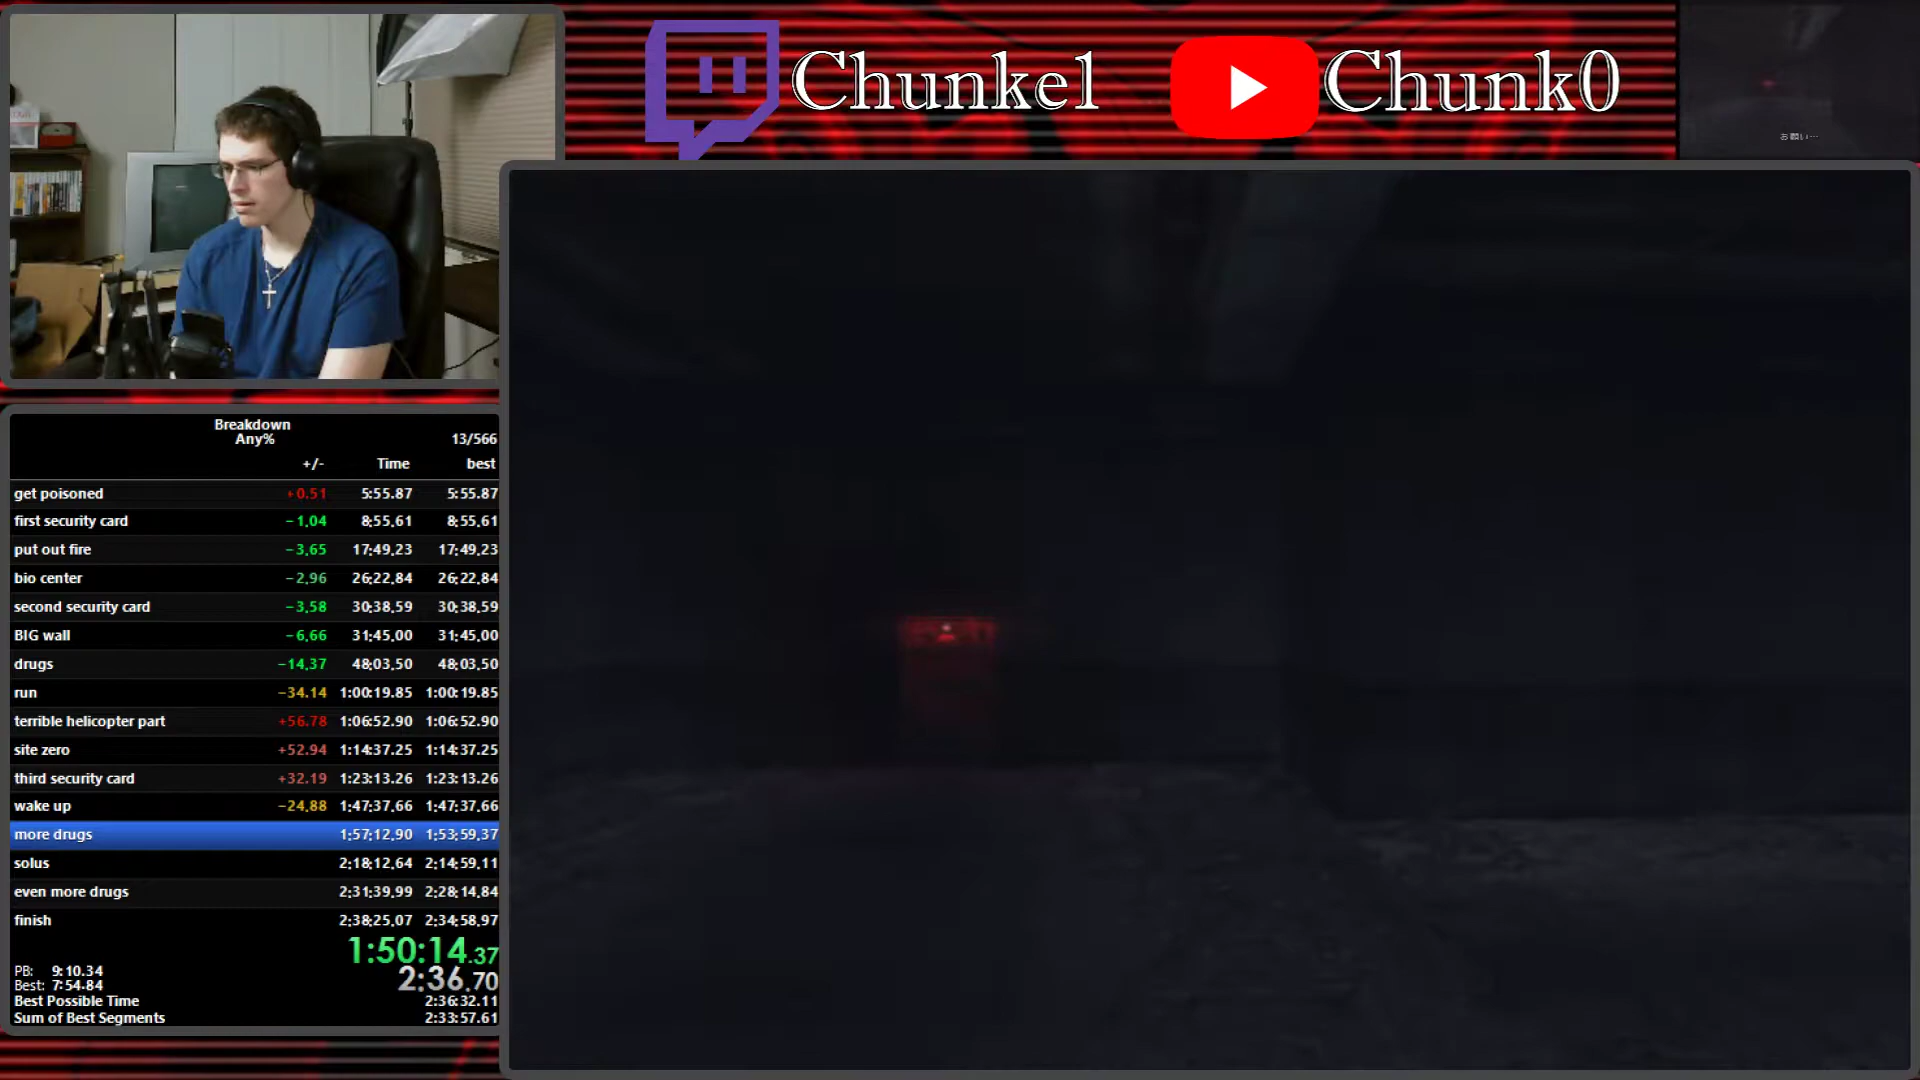 Chunke1
Chunk0
お願い…
Breakdown
Any%
13/566
+/- Time best
get poisoned +0.51 5:55.87 5:55.87
first security card −1.04 8:55.61 8:55.61
put out fire −3.65 17:49.23 17:49.23
bio center −2.96 26:22.84 26:22.84
second security card −3.58 30:38.59 30:38.59
BIG wall −6.66 31:45.00 31:45.00
drugs −14.37 48:03.50 48:03.50
run −34.14 1:00:19.85 1:00:19.85
terrible helicopter part +56.78 1:06:52.90 1:06:52.90
site zero +52.94 1:14:37.25 1:14:37.25
third security card +32.19 1:23:13.26 1:23:13.26
wake up −24.88 1:47:37.66 1:47:37.66
more drugs 1:57:12.90 1:53:59.37
solus 2:18:12.64 2:14:59.11
even more drugs 2:31:39.99 2:28:14.84
finish 2:38:25.07 2:34:58.97
1:50:14.37
PB: 9:10.34
2:36.70
Best: 7:54.84
Best Possible Time 2:36:32.11
Sum of Best Segments 2:33:57.61